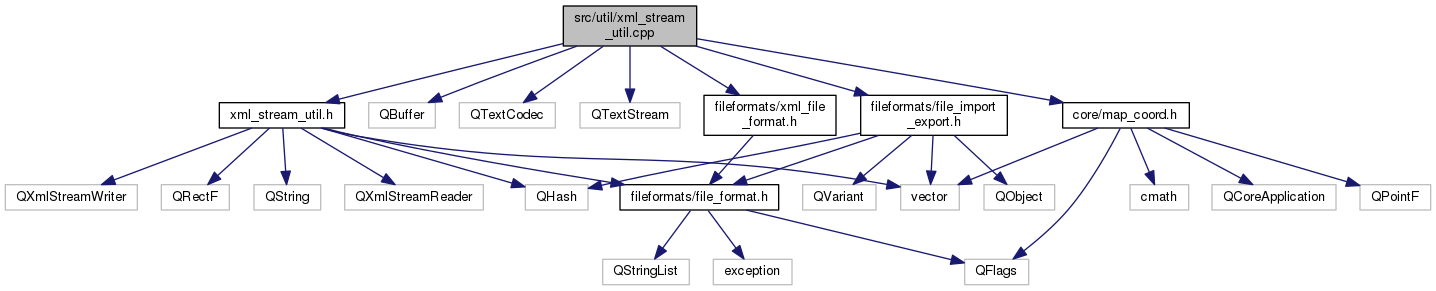 src/util/xml_stream
_util.cpp
xml_stream_util.h
QBuffer
QTextCodec
QTextStream
fileformats/xml_file
_format.h
fileformats/file_import
_export.h
core/map_coord.h
QXmlStreamWriter
QRectF
QString
QXmlStreamReader
QHash
fileformats/file_format.h
QVariant
vector
QObject
cmath
QCoreApplication
QPointF
QStringList
exception
QFlags